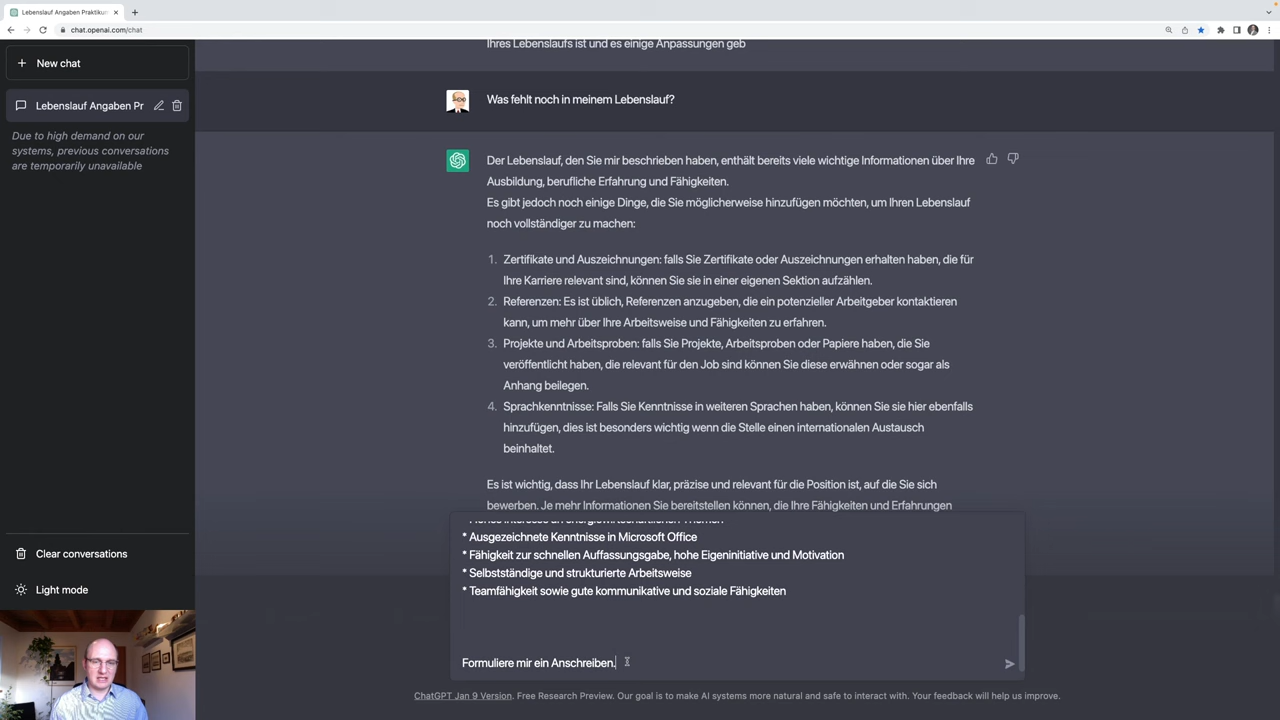 Lebenslauf Angaben Praktikum
chat.openai.com/chat
New chat
Lebenslauf Angaben Pr
Due to high demand on our
systems, previous conversations
are temporarily unavailable
Ihres Lebenslaufs ist und es einige Anpassungen geb
Was fehlt noch in meinem Lebenslauf?
Der Lebenslauf, den Sie mir beschrieben haben, enthält bereits viele wichtige Informationen über Ihre
Ausbildung, berufliche Erfahrung und Fähigkeiten.
Es gibt jedoch noch einige Dinge, die Sie möglicherweise hinzufügen möchten, um Ihren Lebenslauf
noch vollständiger zu machen:
1. Zertifikate und Auszeichnungen: falls Sie Zertifikate oder Auszeichnungen erhalten haben, die für
Ihre Karriere relevant sind, können Sie sie in einer eigenen Sektion aufzählen.
2. Referenzen: Es ist üblich, Referenzen anzugeben, die ein potenzieller Arbeitgeber kontaktieren
kann, um mehr über Ihre Arbeitsweise und Fähigkeiten zu erfahren.
3. Projekte und Arbeitsproben: falls Sie Projekte, Arbeitsproben oder Papiere haben, die Sie
veröffentlicht haben, die relevant für den Job sind können Sie diese erwähnen oder sogar als
Anhang beilegen.
4. Sprachkenntnisse: Falls Sie Kenntnisse in weiteren Sprachen haben, können Sie sie hier ebenfalls
hinzufügen, dies ist besonders wichtig wenn die Stelle einen internationalen Austausch
beinhaltet.
Es ist wichtig, dass Ihr Lebenslauf klar, präzise und relevant für die Position ist, auf die Sie sich
bewerben. Je mehr Informationen Sie bereitstellen können, die Ihre Fähigkeiten und Erfahrungen
Interesse an energiewirtschaftlichen Themen
* Ausgezeichnete Kenntnisse in Microsoft Office
* Fähigkeit zur schnellen Auffassungsgabe, hohe Eigeninitiative und Motivation
* Selbstständige und strukturierte Arbeitsweise
* Teamfähigkeit sowie gute kommunikative und soziale Fähigkeiten
Formuliere mir ein Anschreiben.
Clear conversations
Light mode
ChatGPT Jan 9 Version. Free Research Preview. Our goal is to make AI systems more natural and safe to interact with. Your feedback will help us improve.